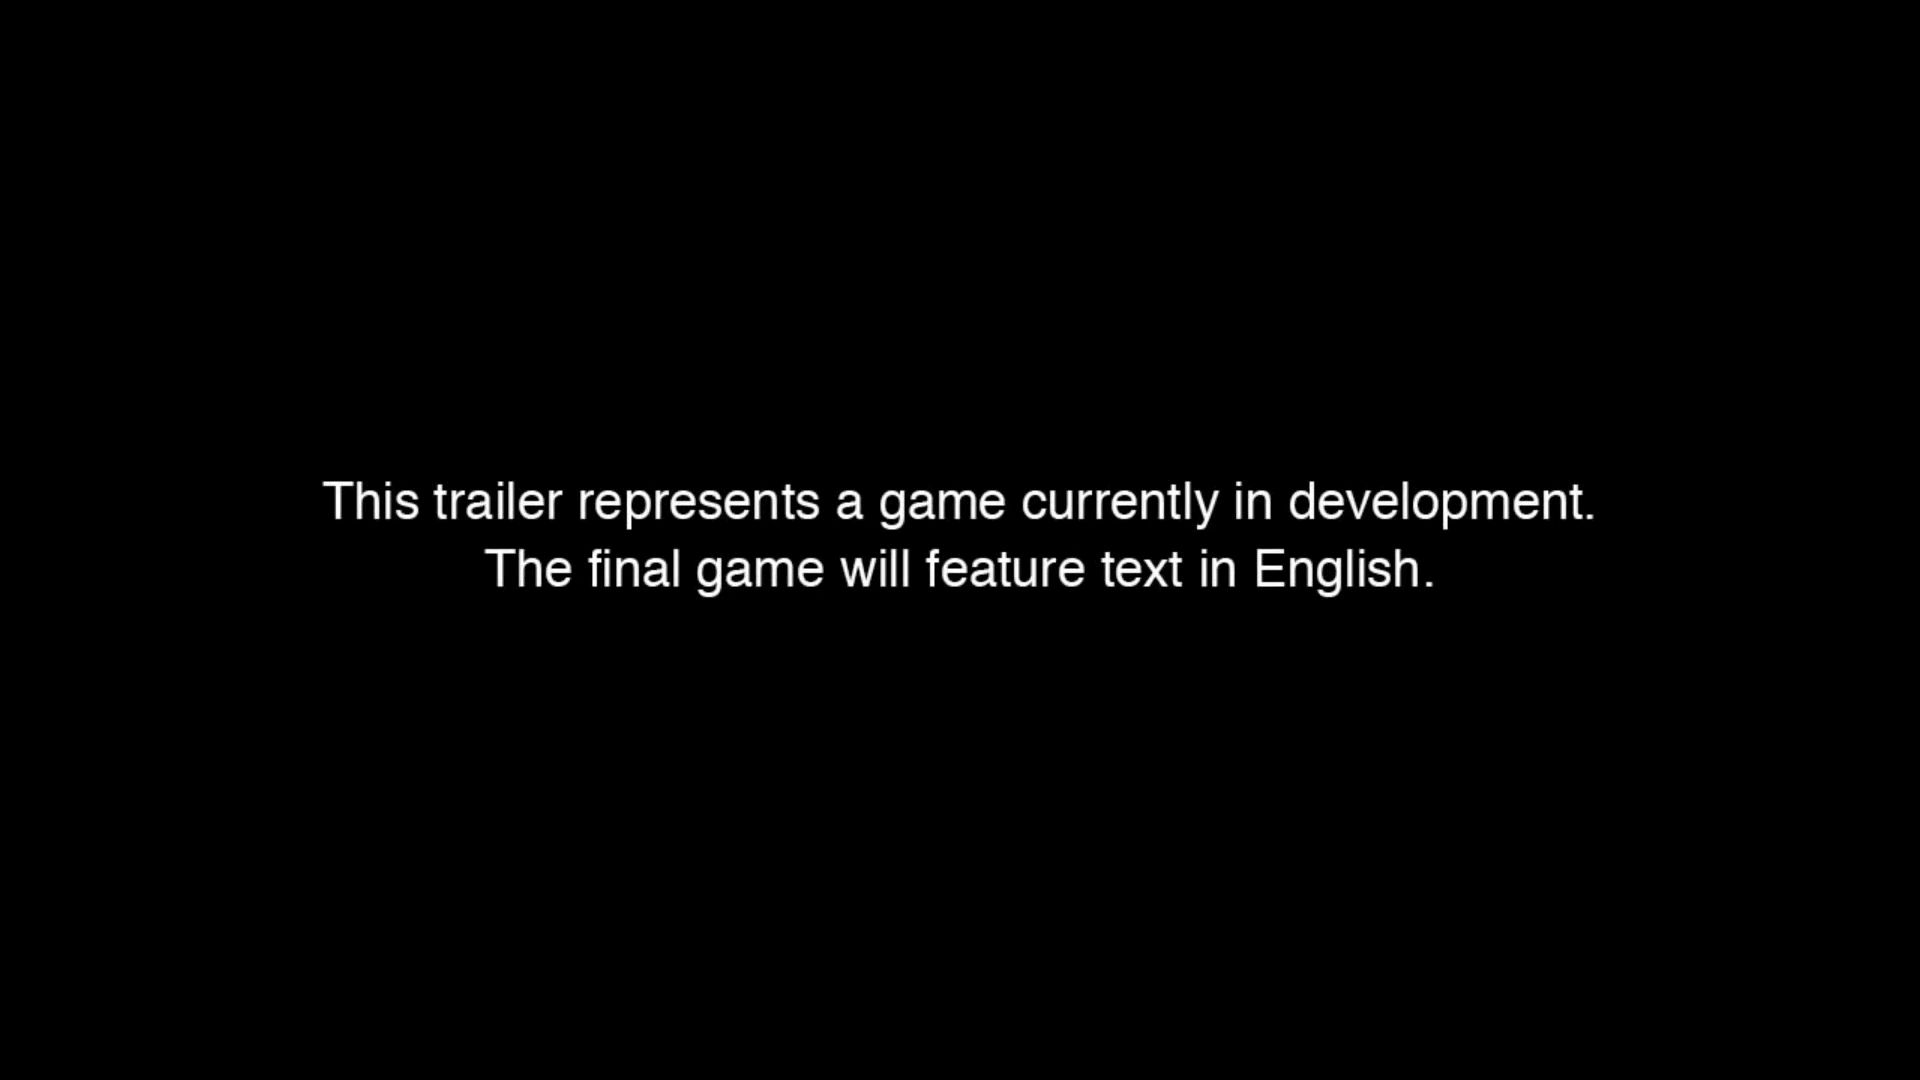 This trailer represents a game currently in development.
The final game will feature text in English.